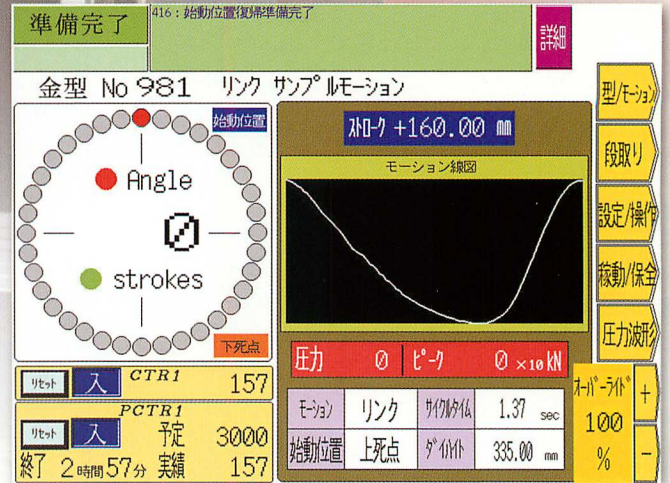 準備完了
416：始動位置復帰準備完了
詳細
金型 No 981 リンク サンプルモーション
始動位置
Angle
0
strokes
下死点
ストローク +160.00 mm
モーション線図
圧力 0 ピーク 0 ×10 kN
リセット 入 CTR1 157
PCTR1
リセット 入 予定 3000
終了 2時間57分 実績 157
モーション リンク サイクルタイム 1.37 sec
始動位置 上死点 ダイハイト 335.00 mm
型/モーション
段取り
設定/操作
稼動/保全
圧力波形
オーバーライド
100
%
+
−